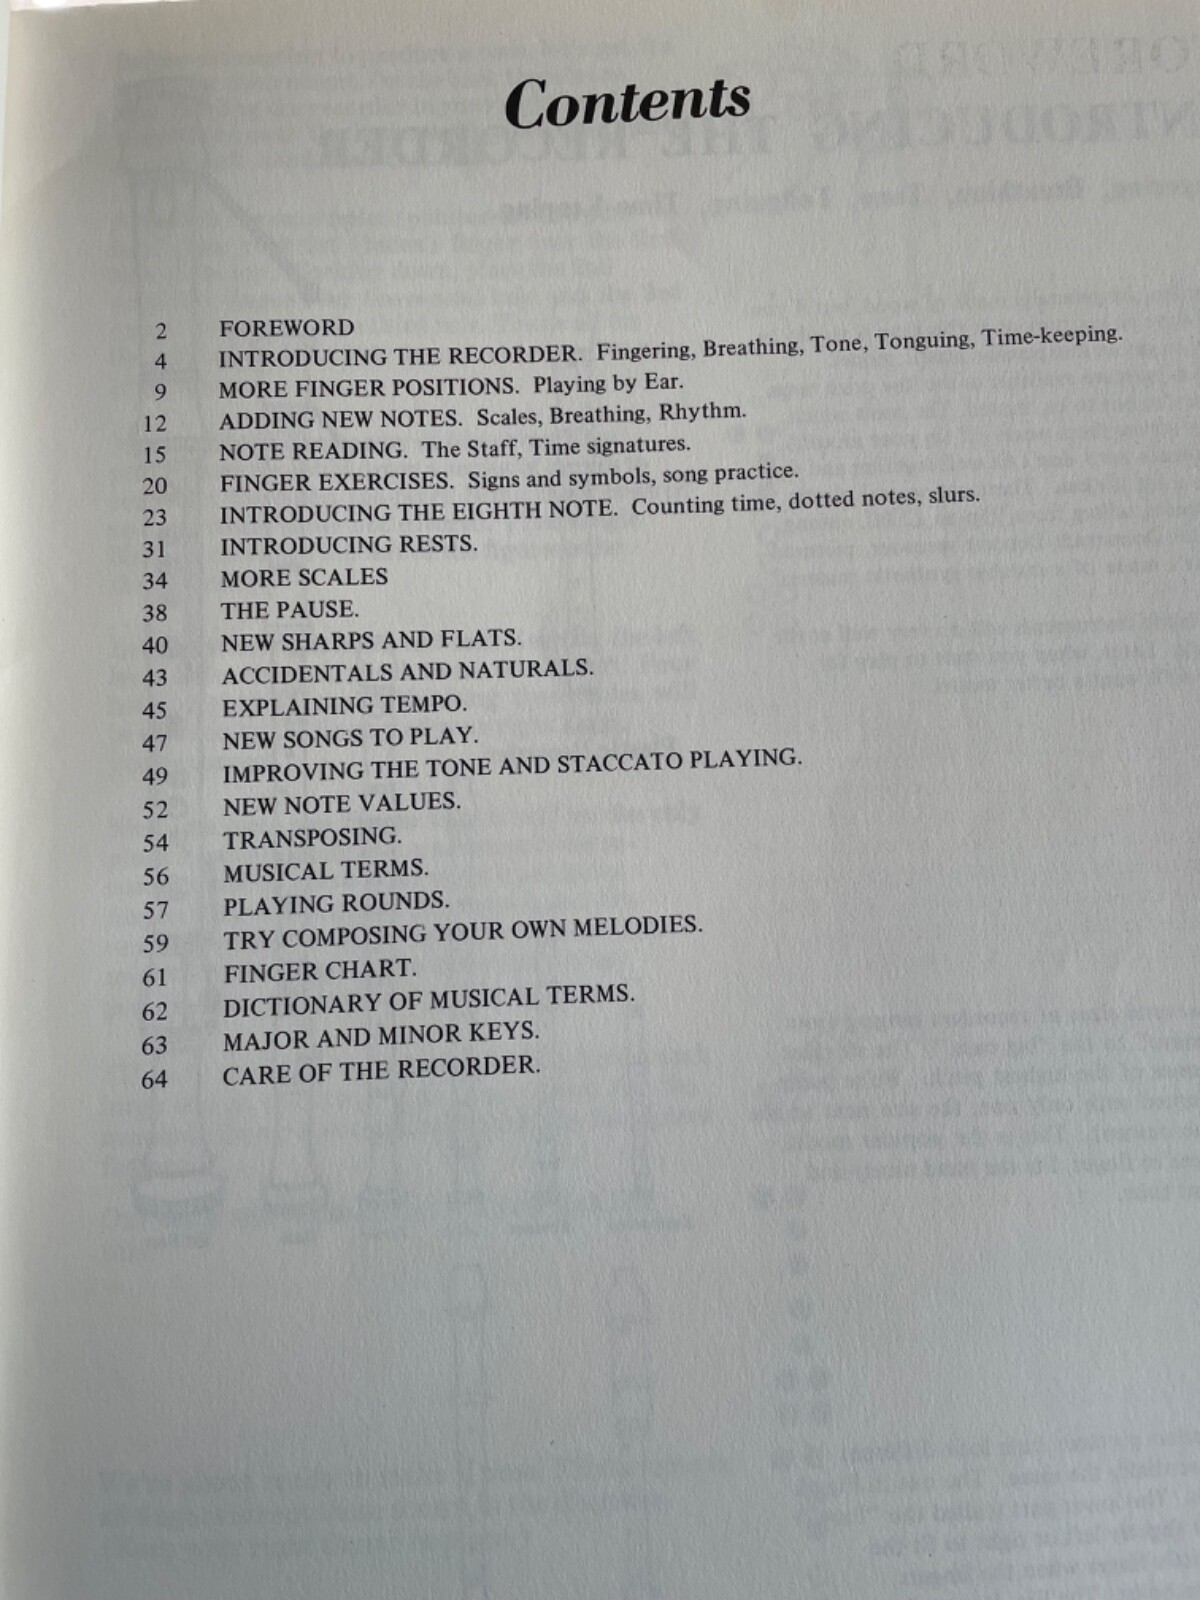 Contents
2 FOREWORD
4 INTRODUCING THE RECORDER. Fingering, Breathing, Tone, Tonguing, Time-keeping.
9 MORE FINGER POSITIONS. Playing by Ear.
12 ADDING NEW NOTES. Scales, Breathing, Rhythm.
15 NOTE READING. The Staff, Time signatures.
20 FINGER EXERCISES. Signs and symbols, song practice.
23 INTRODUCING THE EIGHTH NOTE. Counting time, dotted notes, slurs.
31 INTRODUCING RESTS.
34 MORE SCALES
38 THE PAUSE.
40 NEW SHARPS AND FLATS.
43 ACCIDENTALS AND NATURALS.
45 EXPLAINING TEMPO.
47 NEW SONGS TO PLAY.
49 IMPROVING THE TONE AND STACCATO PLAYING.
52 NEW NOTE VALUES.
54 TRANSPOSING.
56 MUSICAL TERMS.
57 PLAYING ROUNDS.
59 TRY COMPOSING YOUR OWN MELODIES.
61 FINGER CHART.
62 DICTIONARY OF MUSICAL TERMS.
63 MAJOR AND MINOR KEYS.
64 CARE OF THE RECORDER.